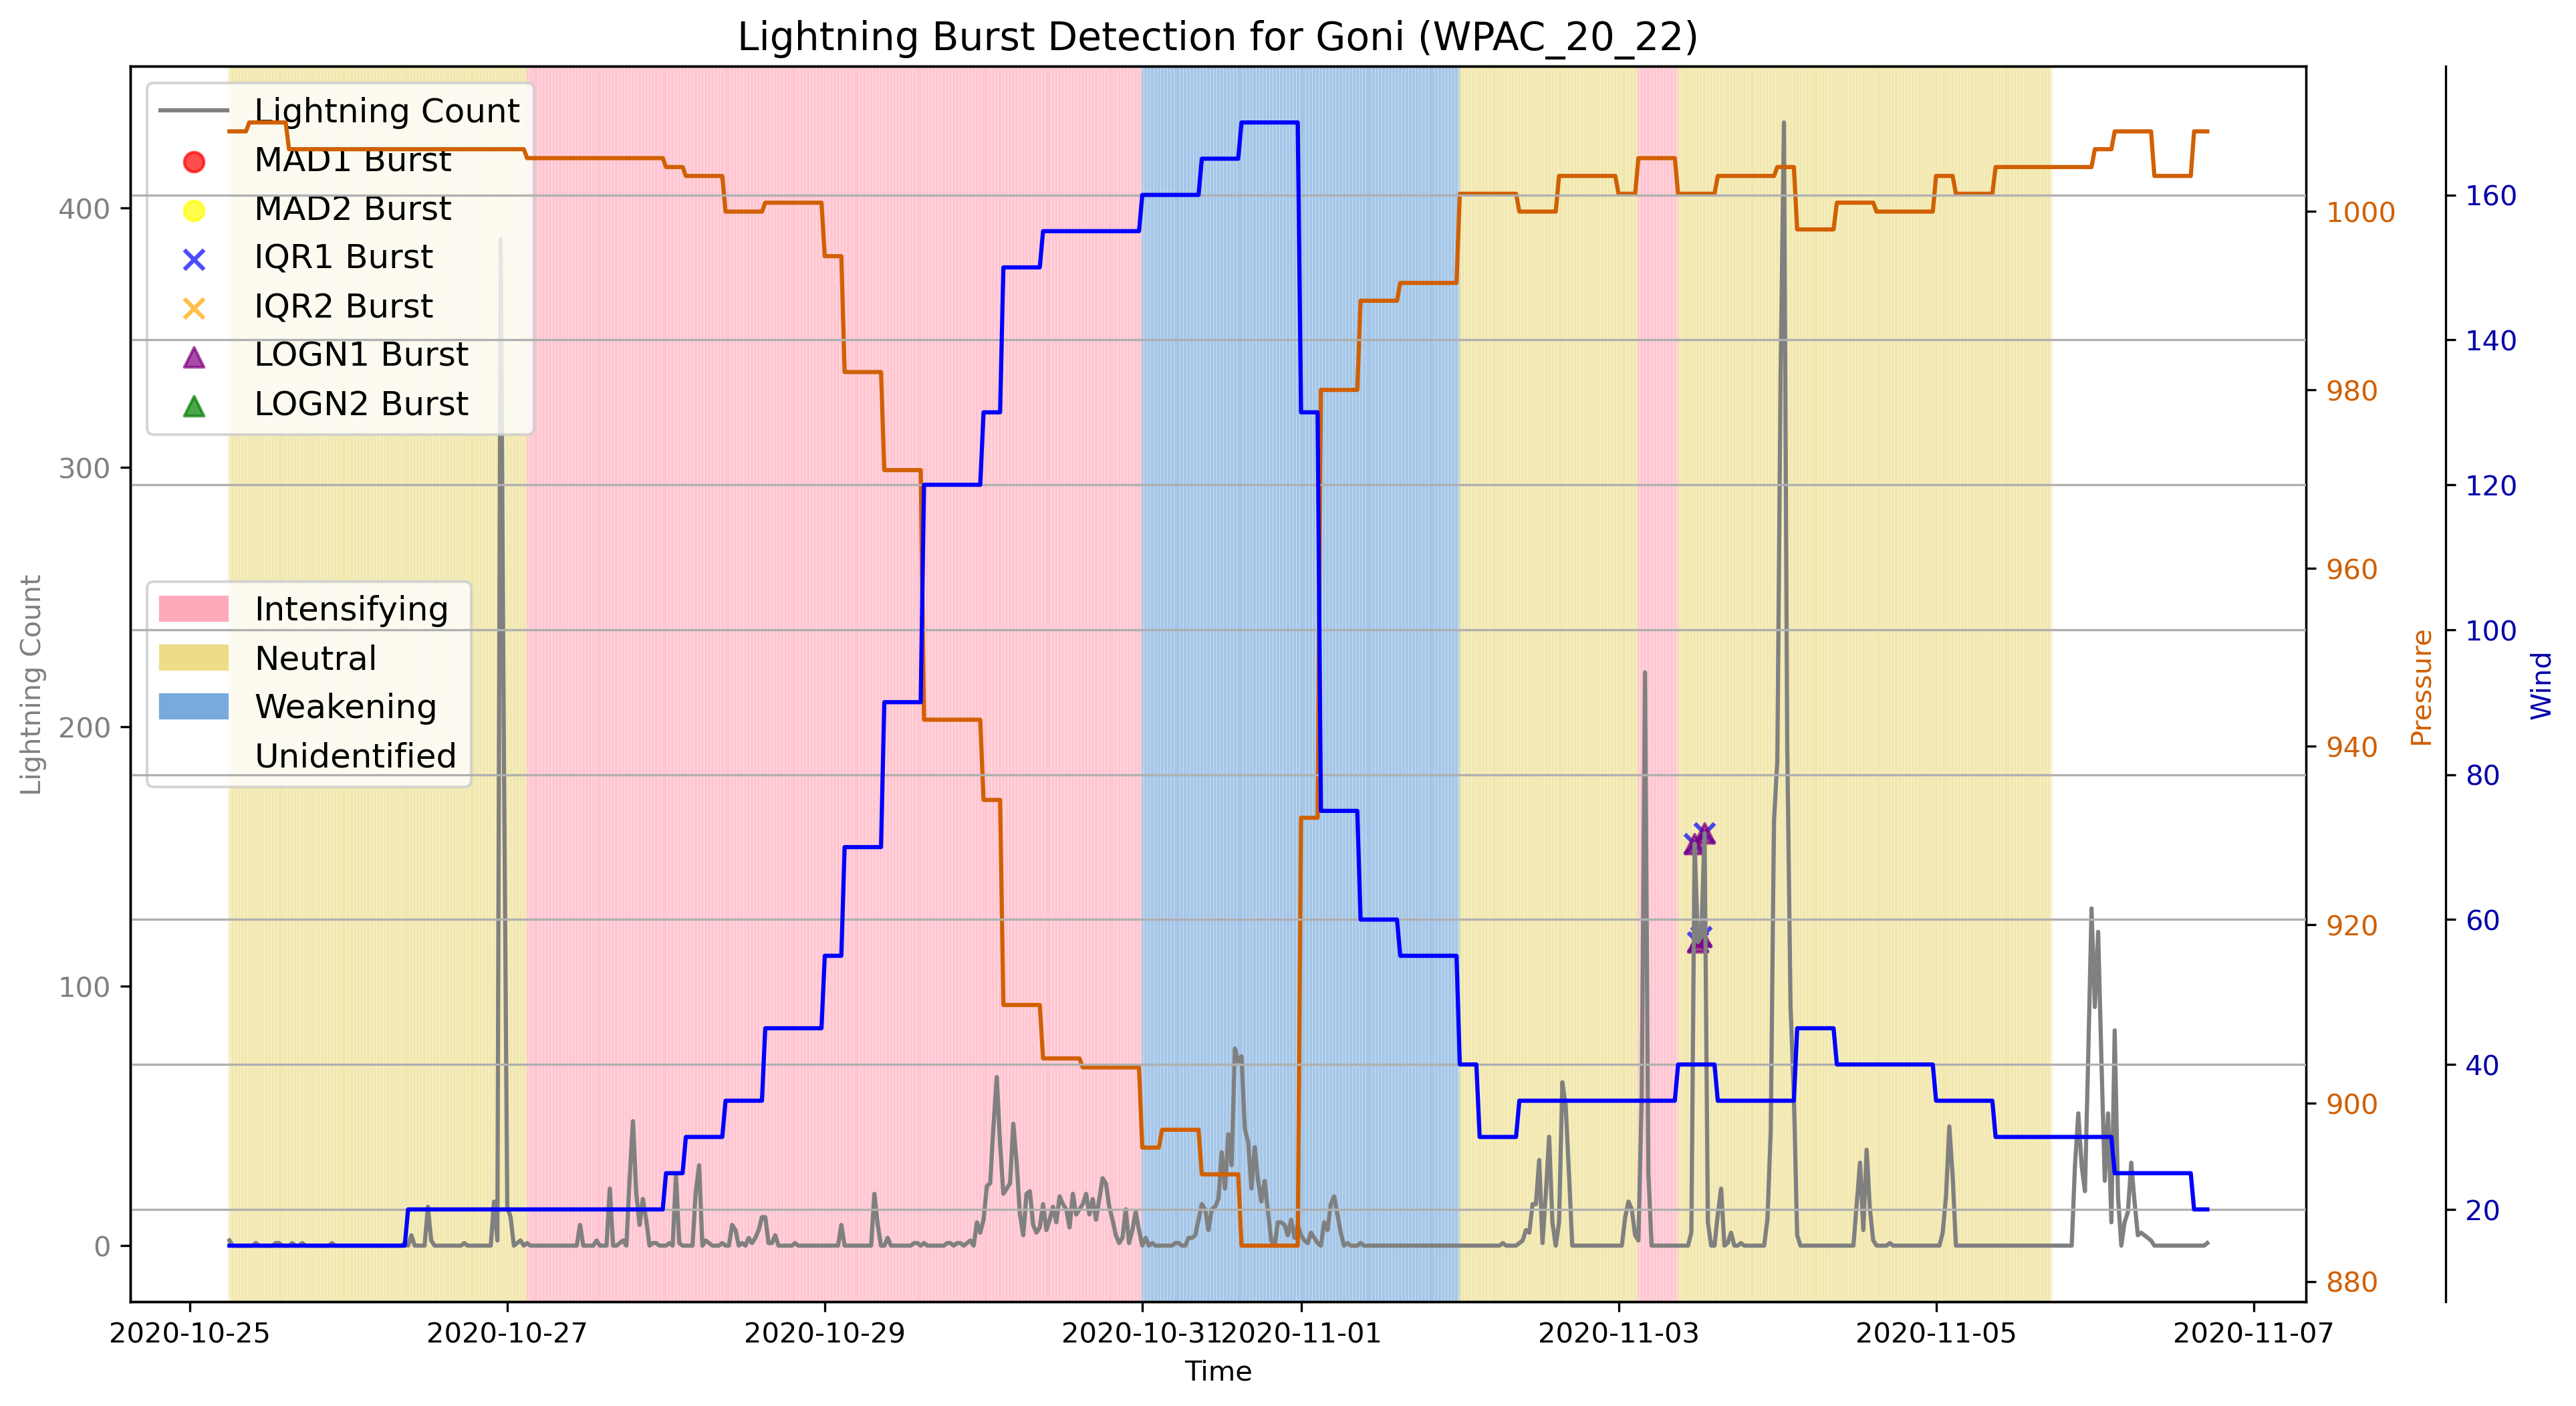 Lightning Burst Detection for Goni (WPAC_20_22)
Lightning Count
MAD1 Burst
MAD2 Burst
IQR1 Burst
IQR2 Burst
LOGN1 Burst
LOGN2 Burst
Intensifying
Neutral
Weakening
Unidentified
400
300
200
100
0
Lightning Count
1000
980
960
940
920
900
880
Pressure
160
140
120
100
80
60
40
20
Wind
2020-10-25 2020-10-27 2020-10-29 2020-10-31 2020-11-01 2020-11-03 2020-11-05 2020-11-07
Time